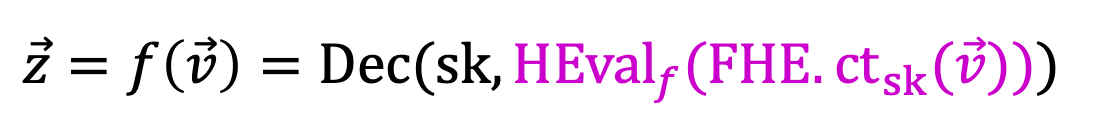 z⃗ = f(v⃗) = Dec(sk, HEval_f(FHE. ct_sk(v⃗)))